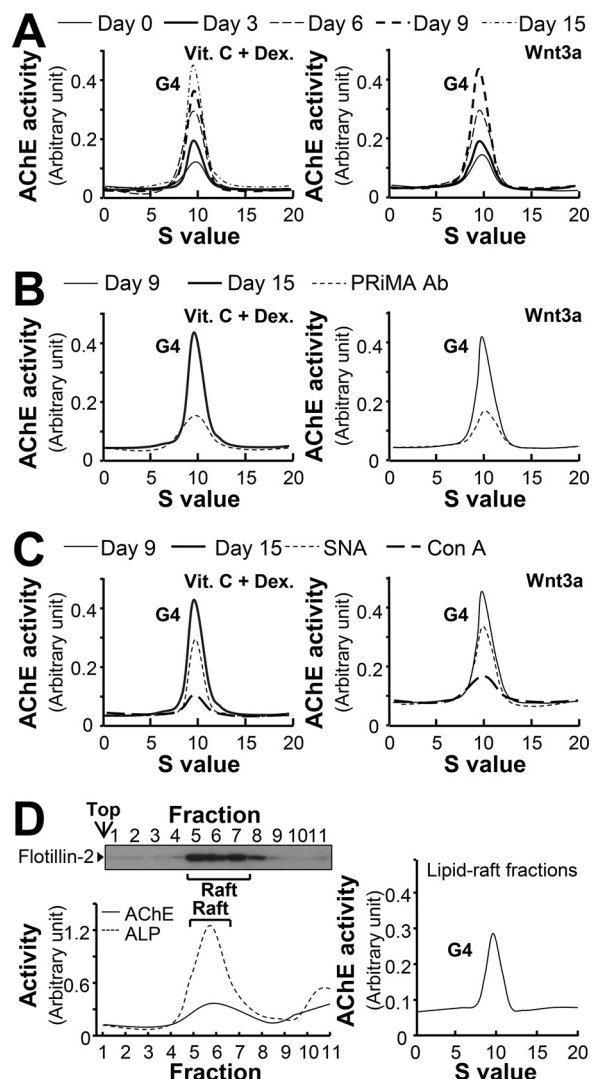 A
Day 0 Day 3 Day 6 Day 9 Day 15
Vit. C + Dex.
G4
AChE activity
(Arbitrary unit)
0.4
0.2
0
0 5 10 15 20
S value
Wnt3a
G4
AChE activity
(Arbitrary unit)
0.4
0.2
0
0 5 10 15 20
S value
B
Day 9 Day 15 PRiMA Ab
Vit. C + Dex.
G4
AChE activity
(Arbitrary unit)
0.4
0.2
0
0 5 10 15 20
S value
Wnt3a
G4
AChE activity
(Arbitrary unit)
0.4
0.2
0
0 5 10 15 20
S value
C
Day 9 Day 15 SNA Con A
Vit. C + Dex.
G4
AChE activity
(Arbitrary unit)
0.4
0.2
0
0 5 10 15 20
S value
Wnt3a
G4
AChE activity
(Arbitrary unit)
0.4
0.2
0
0 5 10 15 20
S value
D
Top
Fraction
1 2 3 4 5 6 7 8 9 10 11
Flotillin-2
Raft
Raft
AChE
ALP
Activity
(Arbitrary unit)
1.2
0.6
0
1 2 3 4 5 6 7 8 9 10 11
Fraction
Lipid-raft fractions
G4
AChE activity
(Arbitrary unit)
0.4
0.3
0.2
0.1
0
0 5 10 15 20
S value